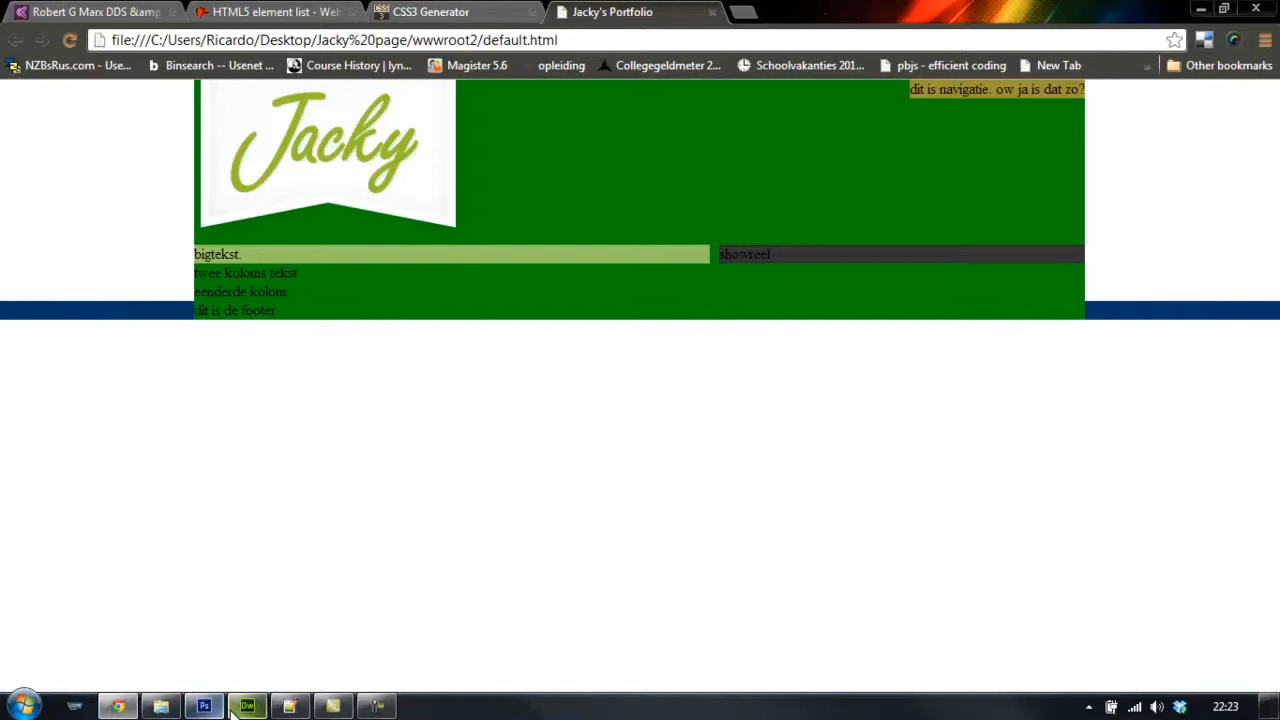 Robert G Marx DDS &amp
HTML5 element list - Web
CSS3 Generator
Jacky's Portfolio
file:///C:/Users/Ricardo/Desktop/Jacky%20page/wwwroot2/default.html
NZBsRus.com - Use...
b Binsearch -- Usenet ...
Course History | lyn...
Magister 5.6
opleiding
Collegegeldmeter 2...
Schoolvakanties 201...
pbjs - efficient coding
New Tab
»
Other bookmarks
Jacky
dit is navigatie. ow ja is dat zo?
bigtekst.
showreel
twee koloms tekst
eenderde kolom
dit is de footer
Ps
Dw
22:23